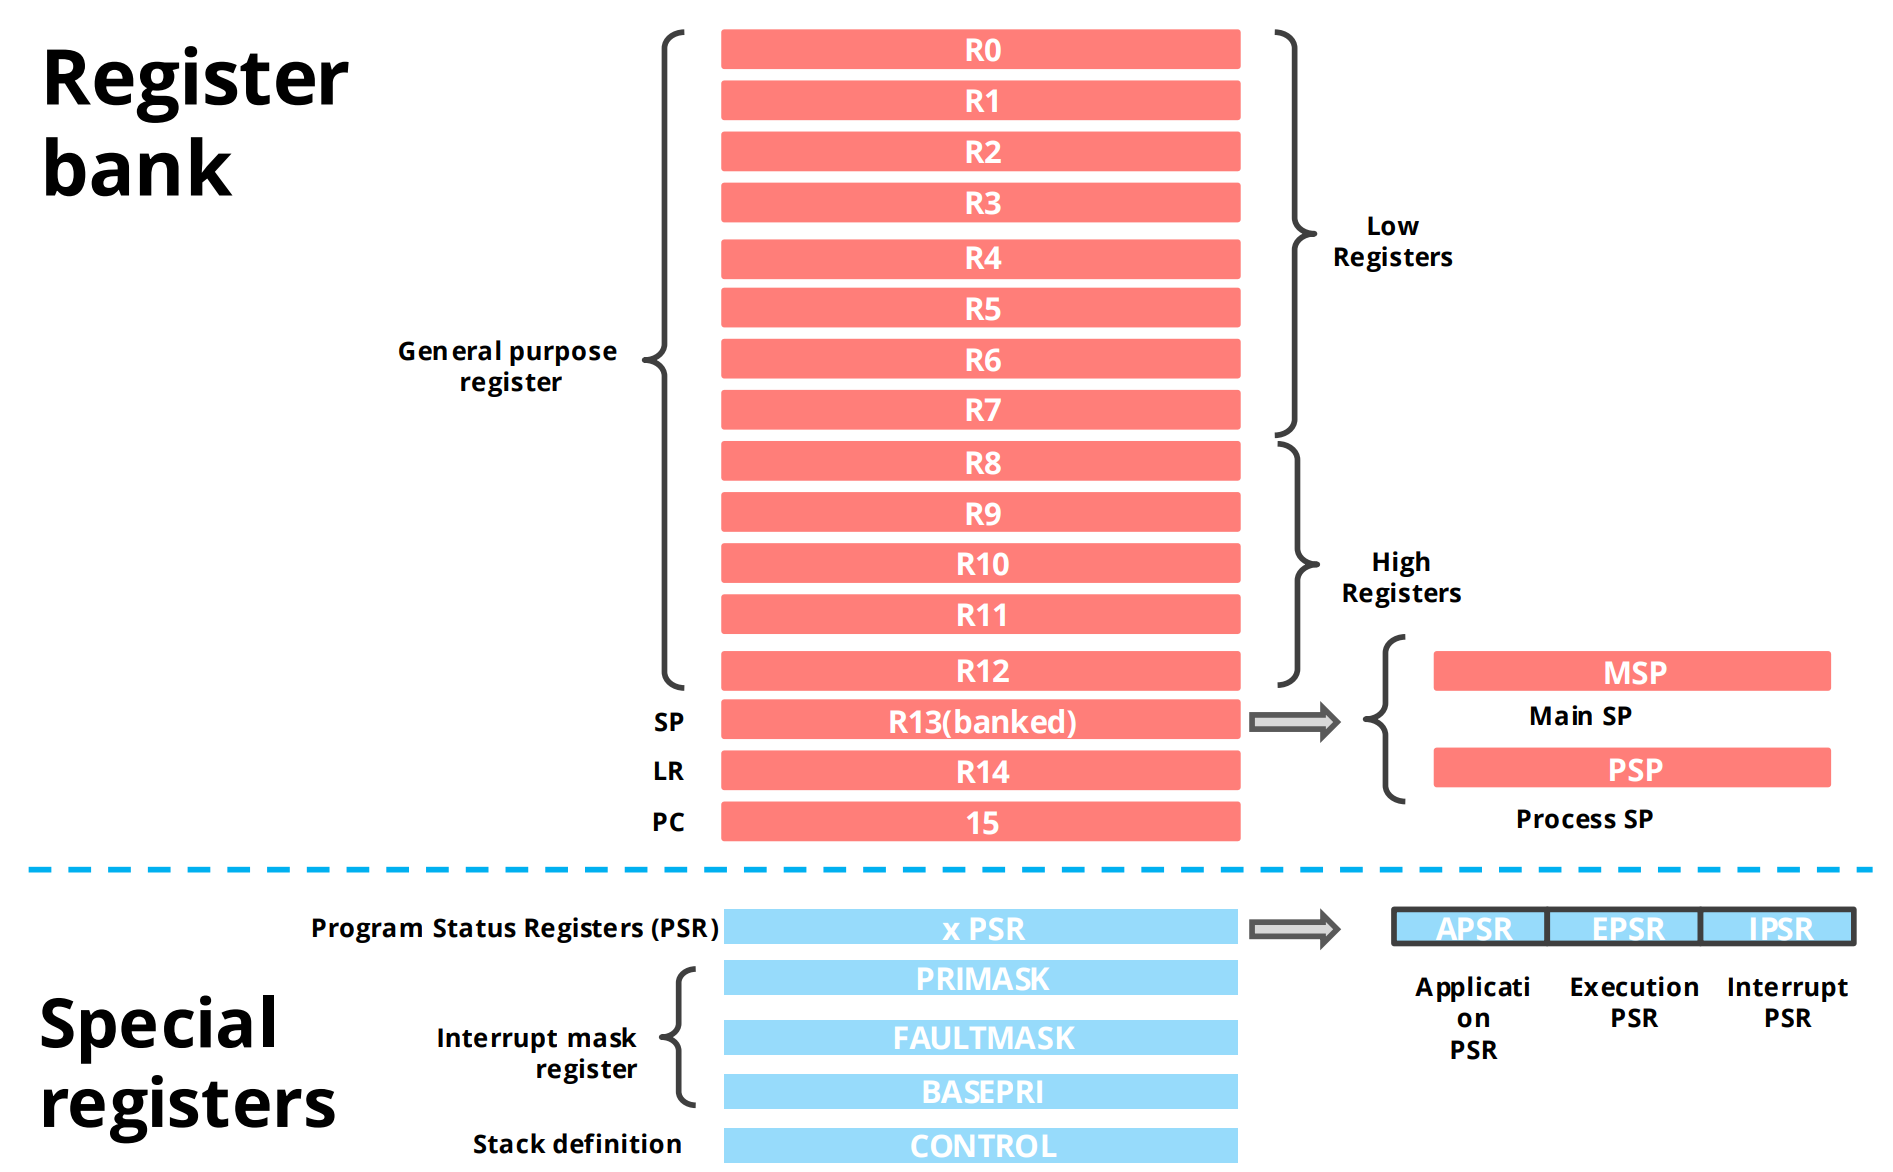 Register
bank
R0
R1
R2
R3
R4
R5
R6
R7
R8
R9
R10
R11
R12
R13(banked)
R14
15
General purpose
register
SP
LR
PC
Low
Registers
High
Registers
MSP
Main SP
PSP
Process SP
Special
registers
Program Status Registers (PSR)
x PSR
APSR
EPSR
IPSR
Applicati
on
PSR
Execution
PSR
Interrupt
PSR
Interrupt mask
register
PRIMASK
FAULTMASK
BASEPRI
Stack definition
CONTROL